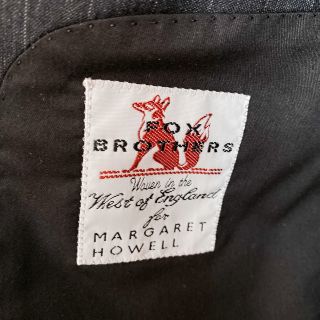 FOX
BROTHERS
Woven in the
West of England
for
MARGARET
HOWELL